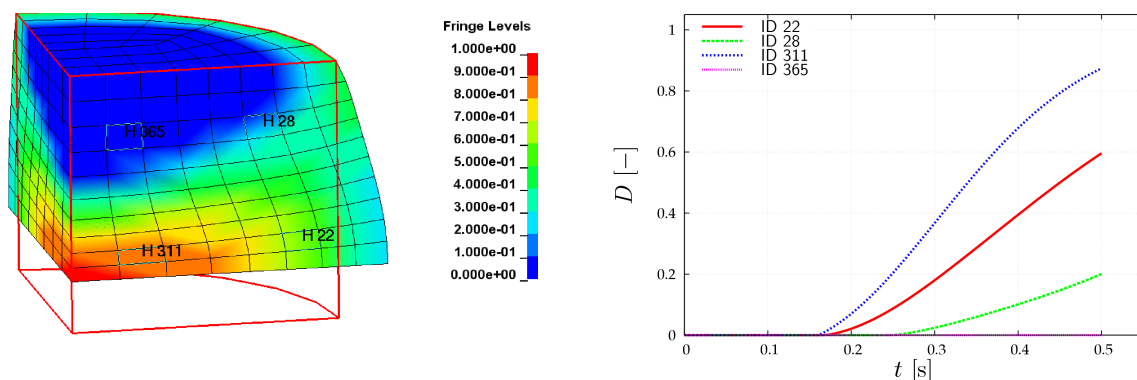 Fringe Levels
1.000e+00
9.000e-01
8.000e-01
7.000e-01
6.000e-01
5.000e-01
4.000e-01
3.000e-01
2.000e-01
1.000e-01
0.000e+00
H 365
H 28
H 22
H 311
ID 22
ID 28
ID 311
ID 365
1
0.8
0.6
0.4
0.2
0
D [−]
0 0.1 0.2 0.3 0.4 0.5
t [s]